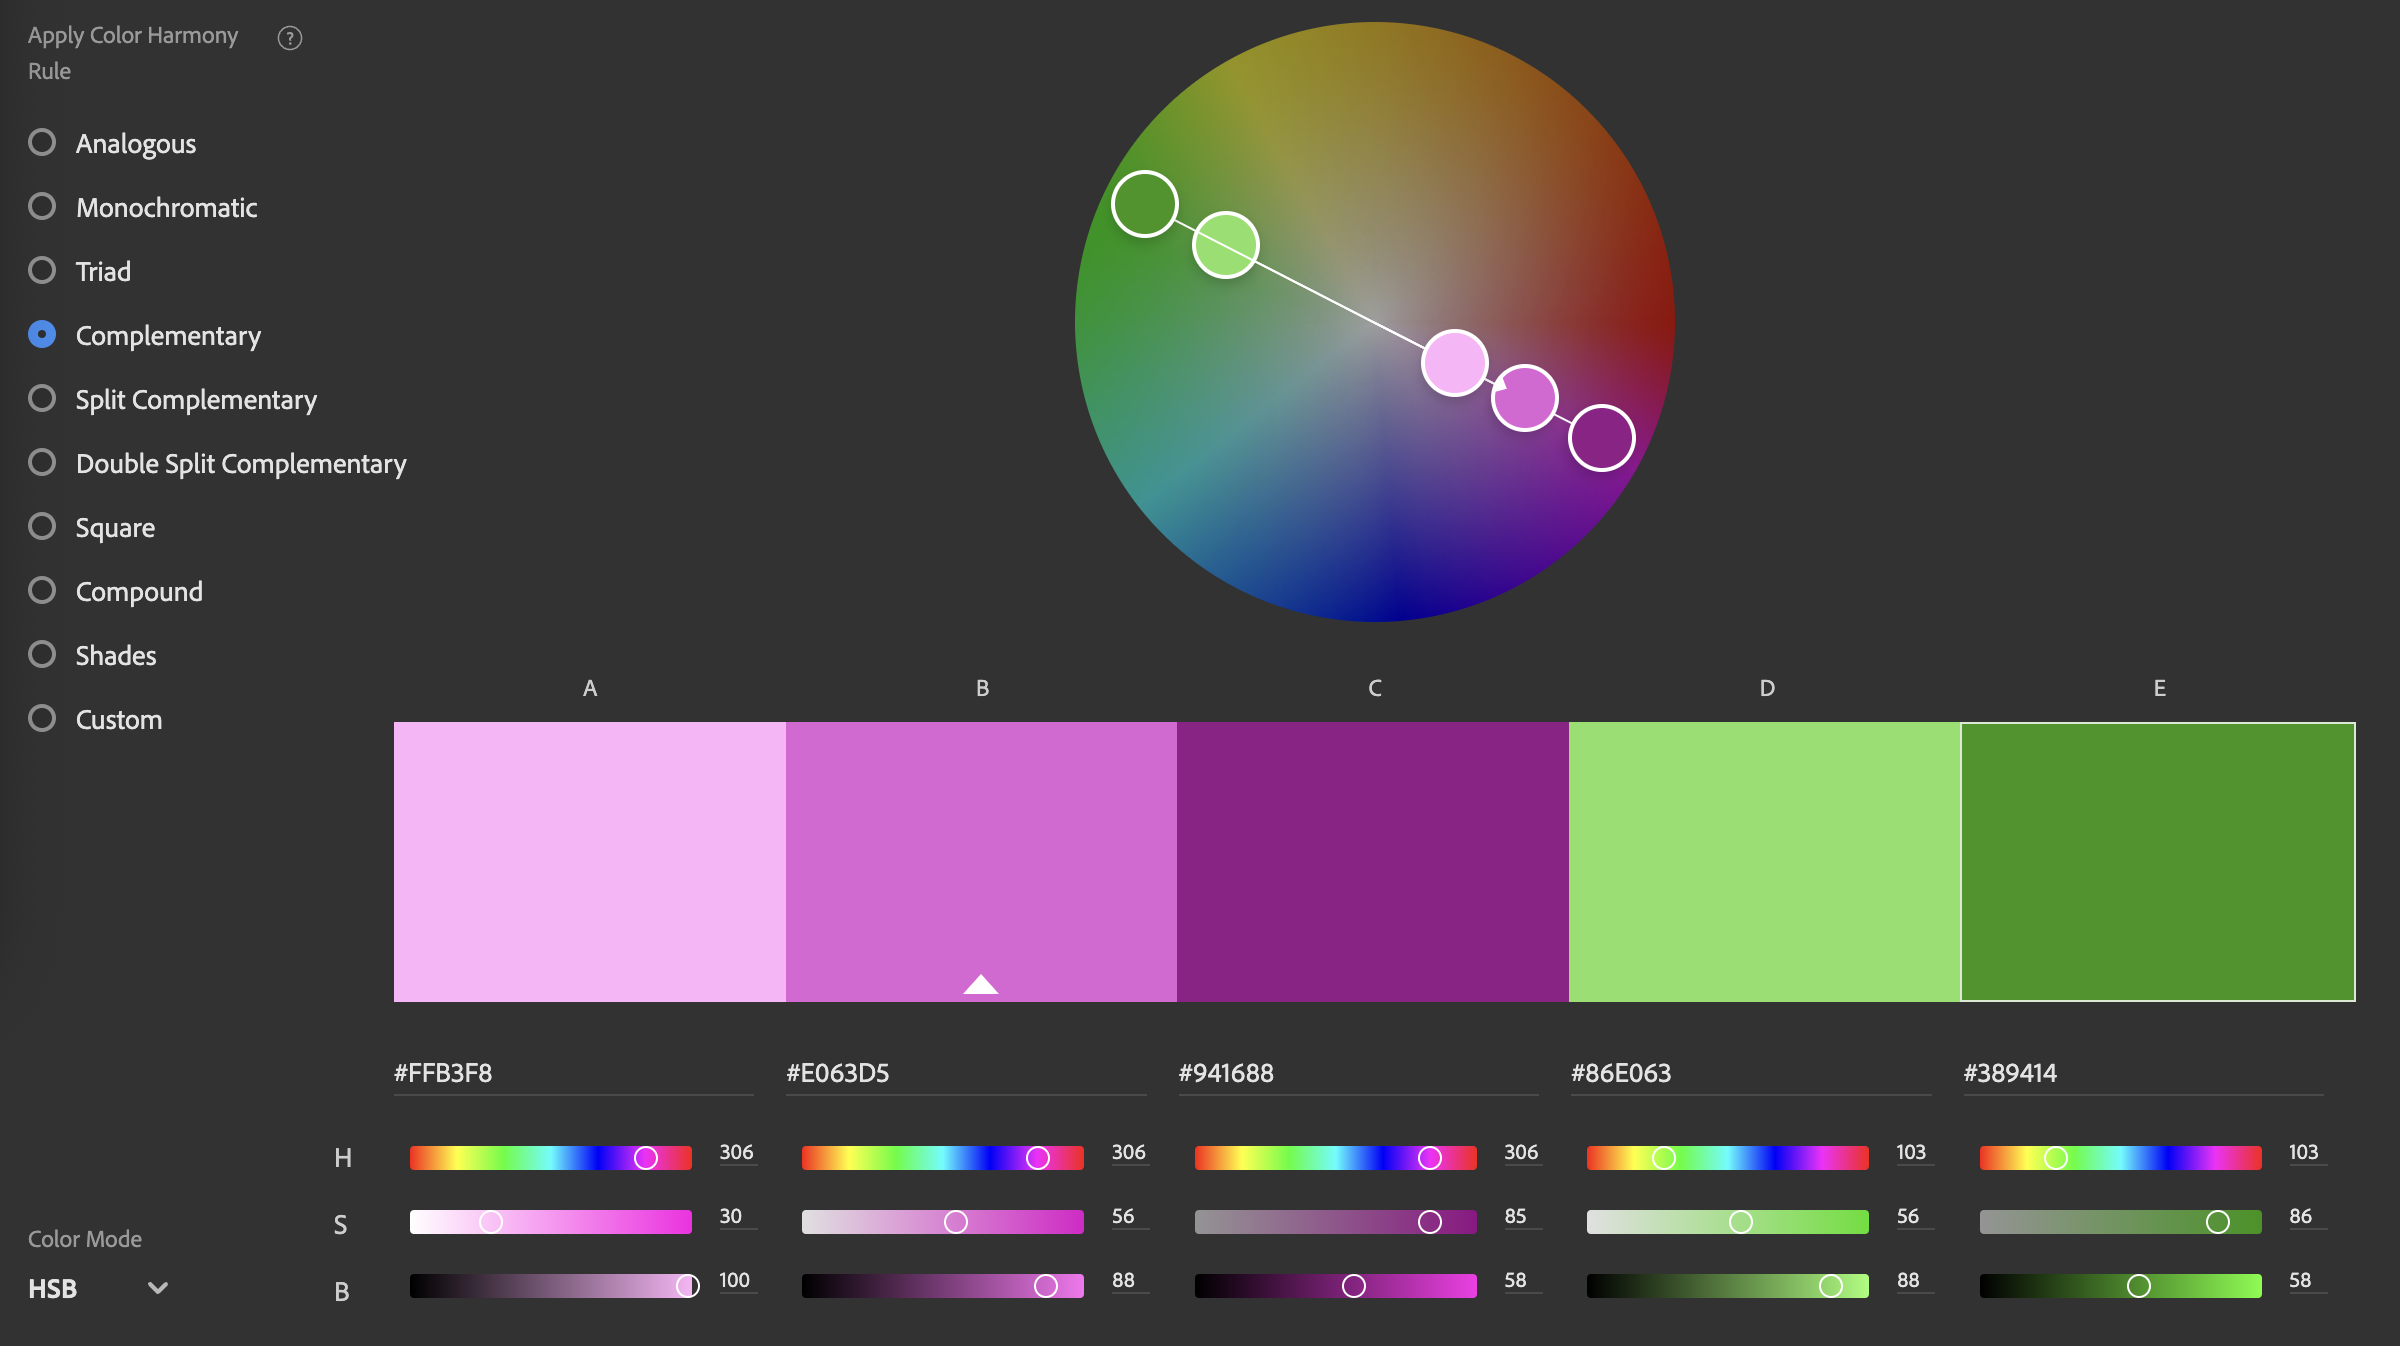 Apply Color Harmony
Rule
?
Analogous
Monochromatic
Triad
Complementary
Split Complementary
Double Split Complementary
Square
Compound
Shades
Custom
A B C D E
#FFB3F8 #E063D5 #941688 #86E063 #389414
H 306 306 306 103 103
S 30 56 85 56 86
B 100 88 58 88 58
Color Mode
HSB